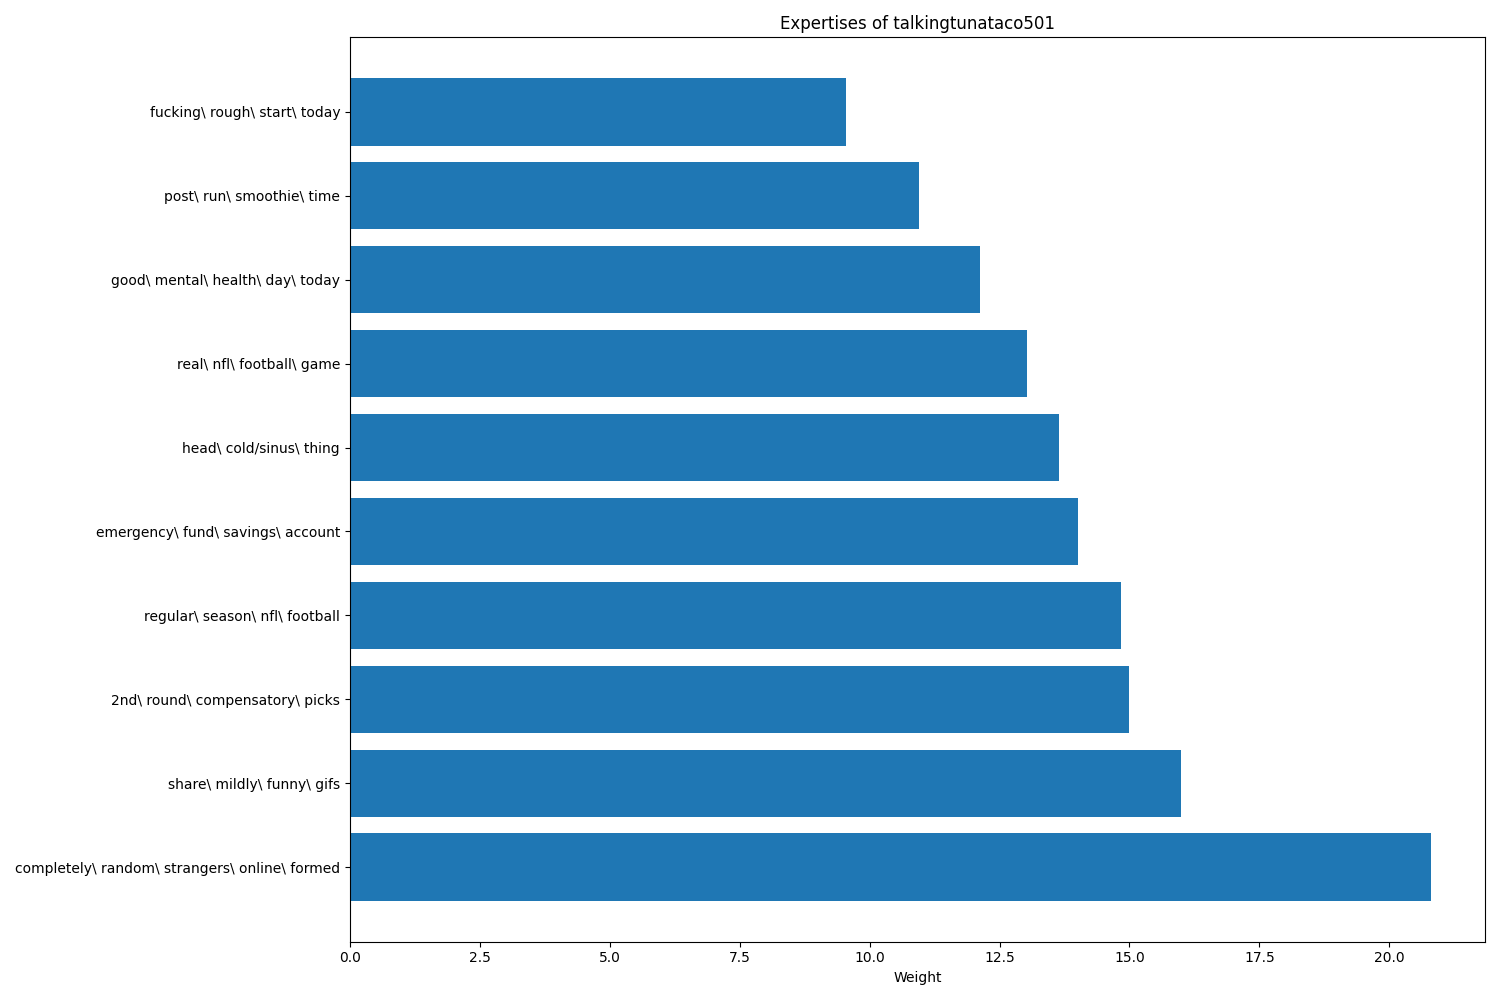 Expertises of talkingtunataco501
fucking\ rough\ start\ today
post\ run\ smoothie\ time
good\ mental\ health\ day\ today
real\ nfl\ football\ game
head\ cold/sinus\ thing
emergency\ fund\ savings\ account
regular\ season\ nfl\ football
2nd\ round\ compensatory\ picks
share\ mildly\ funny\ gifs
completely\ random\ strangers\ online\ formed
0.0 2.5 5.0 7.5 10.0 12.5 15.0 17.5 20.0
Weight